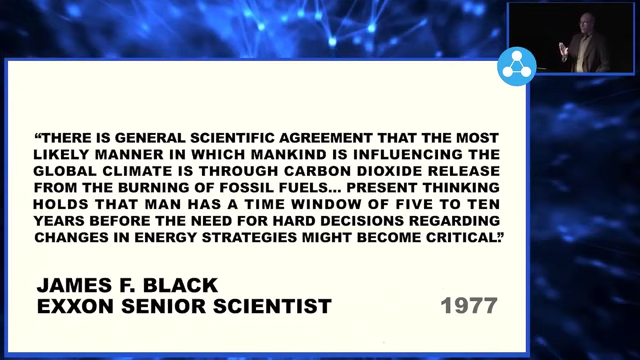 “THERE IS GENERAL SCIENTIFIC AGREEMENT THAT THE MOST
LIKELY MANNER IN WHICH MANKIND IS INFLUENCING THE
GLOBAL CLIMATE IS THROUGH CARBON DIOXIDE RELEASE
FROM THE BURNING OF FOSSIL FUELS... PRESENT THINKING
HOLDS THAT MAN HAS A TIME WINDOW OF FIVE TO TEN
YEARS BEFORE THE NEED FOR HARD DECISIONS REGARDING
CHANGES IN ENERGY STRATEGIES MIGHT BECOME CRITICAL.”
JAMES F. BLACK
EXXON SENIOR SCIENTIST 1977